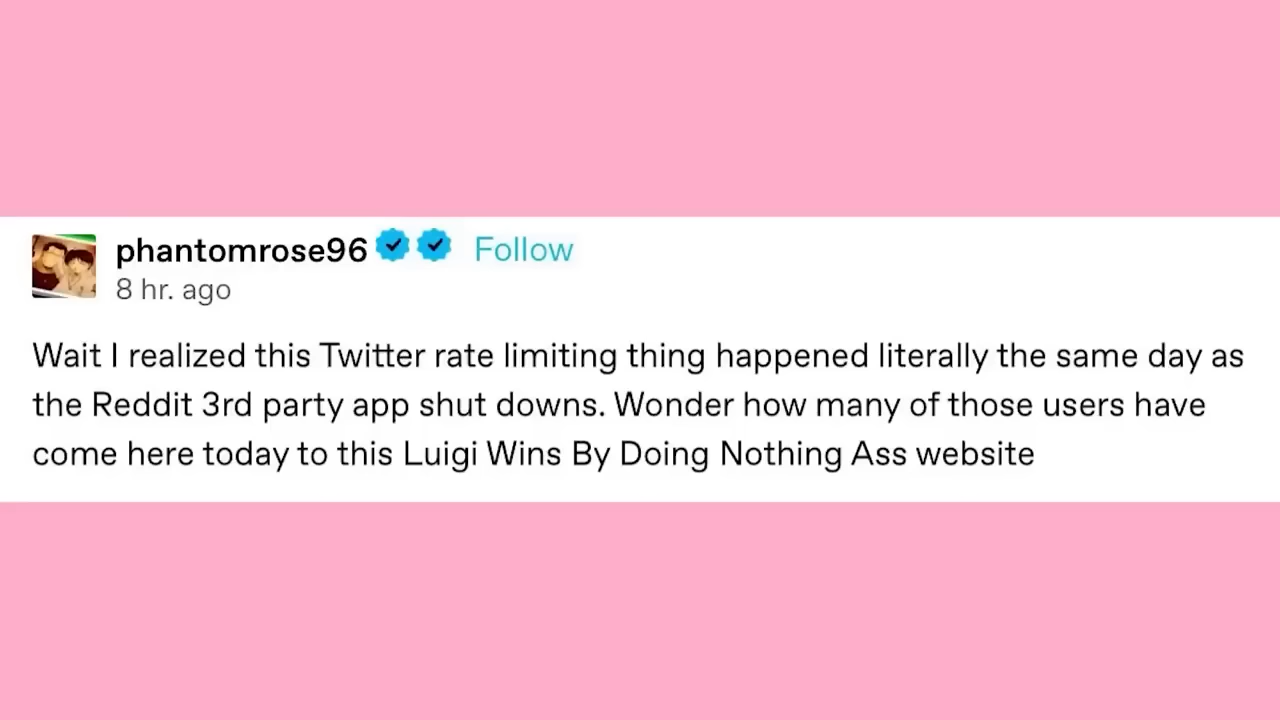 phantomrose96 Follow
8 hr. ago
Wait I realized this Twitter rate limiting thing happened literally the same day as
the Reddit 3rd party app shut downs. Wonder how many of those users have
come here today to this Luigi Wins By Doing Nothing Ass website